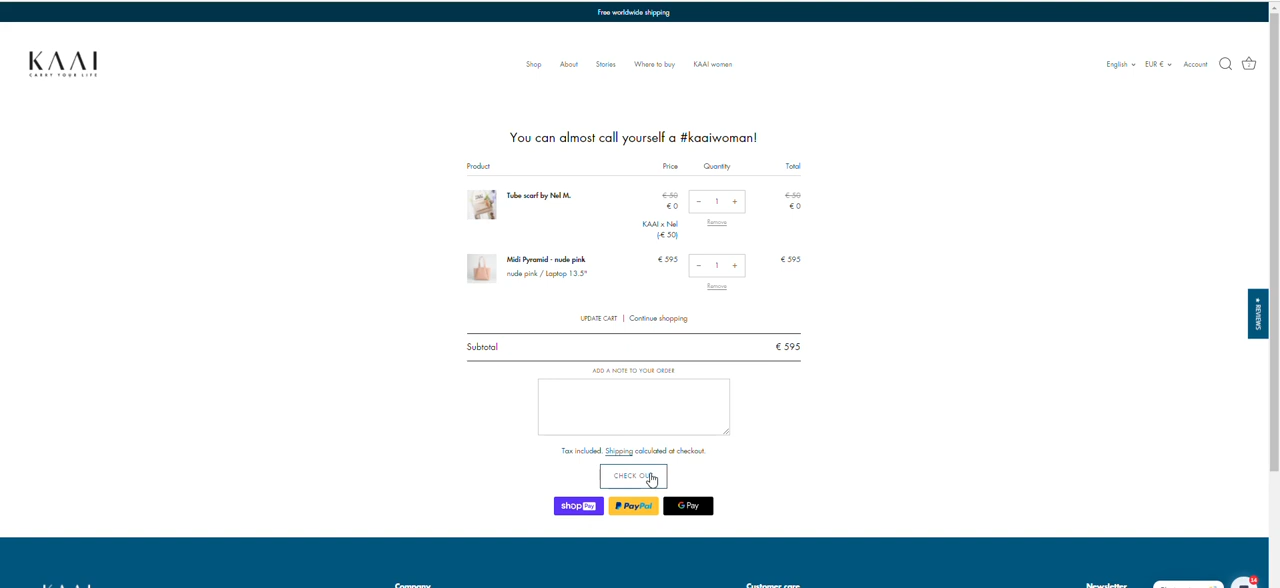 Free worldwide shipping
KAAI
CARRY YOUR LIFE
Shop About Stories Where to buy KAAI women
English EUR € Account 2
You can almost call yourself a #kaaiwoman!
Product Price Quantity Total
Tube scarf by Nel M. € 50 − 1 + € 50
€ 0 € 0
Remove
KAAI x Nel
(-€ 50)
Midi Pyramid - nude pink € 595 − 1 + € 595
nude pink / Laptop 13.5"
Remove
★ REVIEWS
UPDATE CART | Continue shopping
Subtotal € 595
ADD A NOTE TO YOUR ORDER
Tax included. Shipping calculated at checkout.
CHECK OU
shop Pay PayPal G Pay
KAAI Company Customer care Newsletter
14